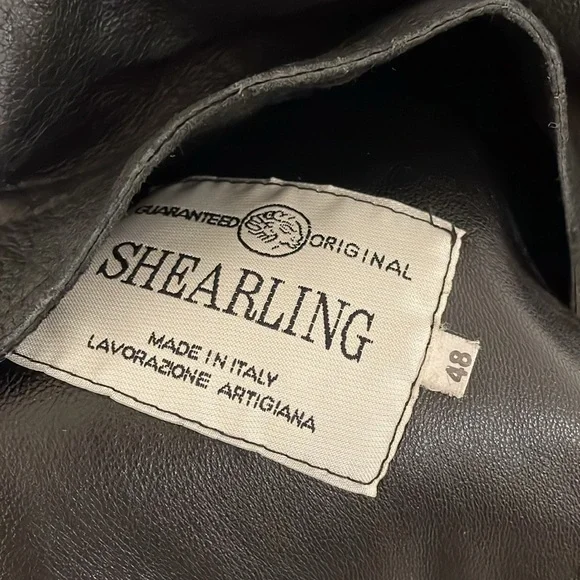 GUARANTEED ORIGINAL
SHEARLING
MADE IN ITALY
LAVORAZIONE ARTIGIANA
48